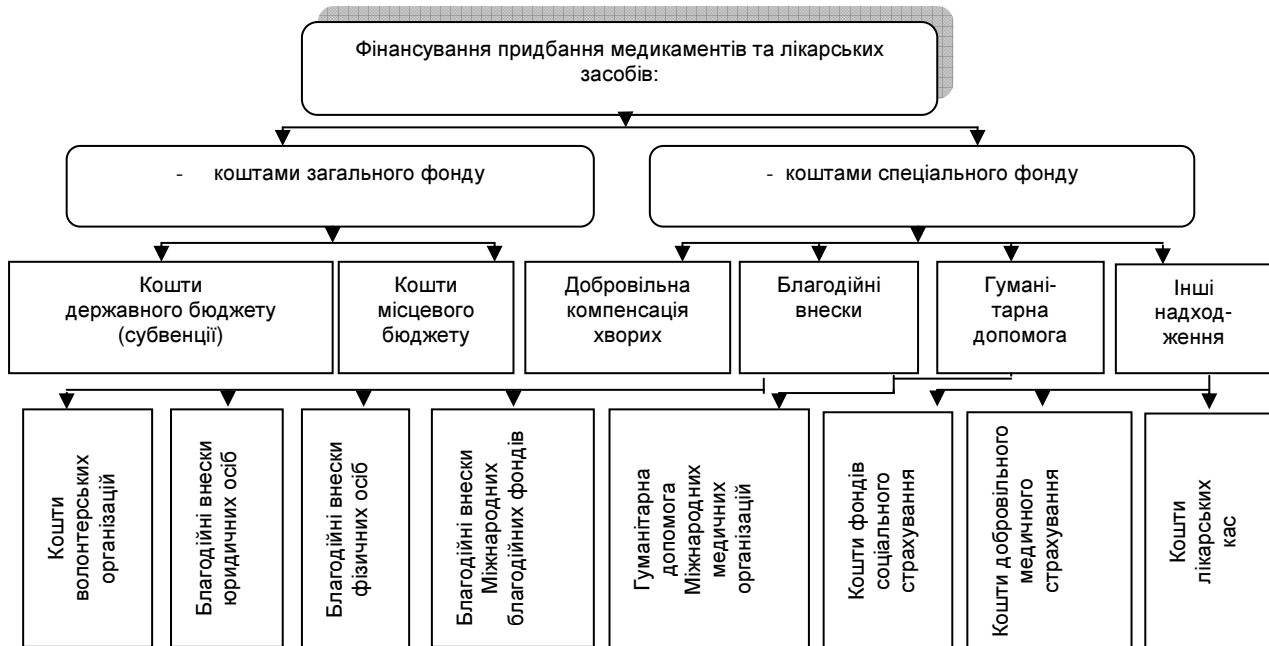 Фінансування придбання медикаментів та лікарських
засобів:
- коштами загального фонду
- коштами спеціального фонду
Кошти
державного бюджету
(субвенції)
Кошти
місцевого
бюджету
Добровільна
компенсація
хворих
Благодійні
внески
Гумані-
тарна
допомога
Інші
надход-
ження
Кошти
волонтерських
організацій
Благодійні внески
юридичних осіб
Благодійні внески
фізичних осіб
Благодійні внески
Міжнародних
благодійних фондів
Гуманітарна
допомога
Міжнародних
медичних
організацій
Кошти фондів
соціального
страхування
Кошти добровільного
медичного
страхування
Кошти
лікарських
кас